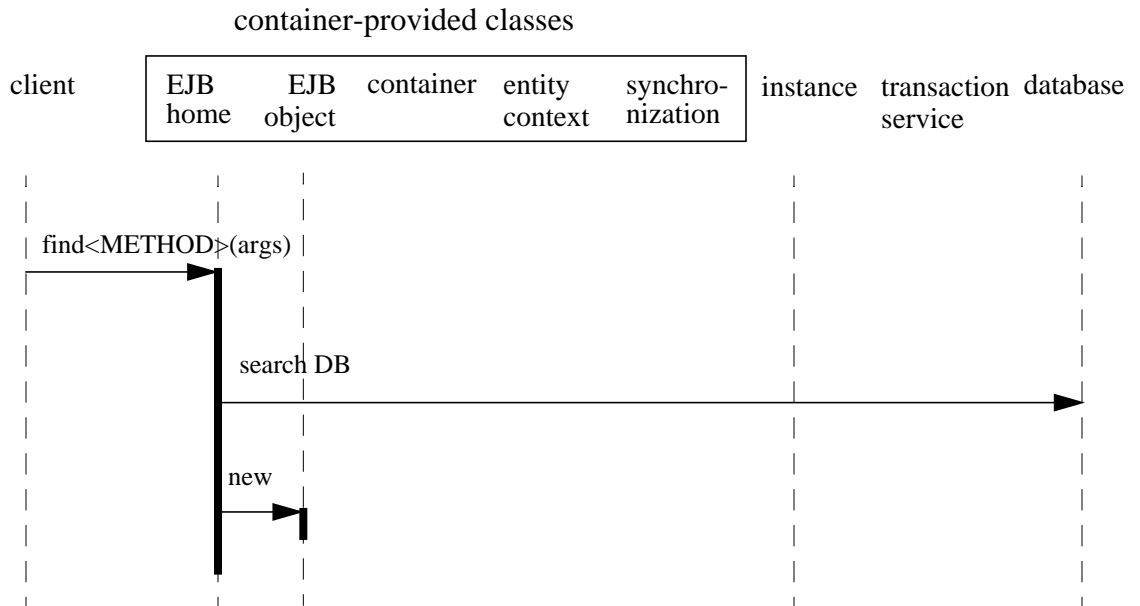 container-provided classes
client
EJB
home
EJB
object
container
entity
context
synchro-
nization
instance
transaction
service
database
find<METHOD>(args)
search DB
new